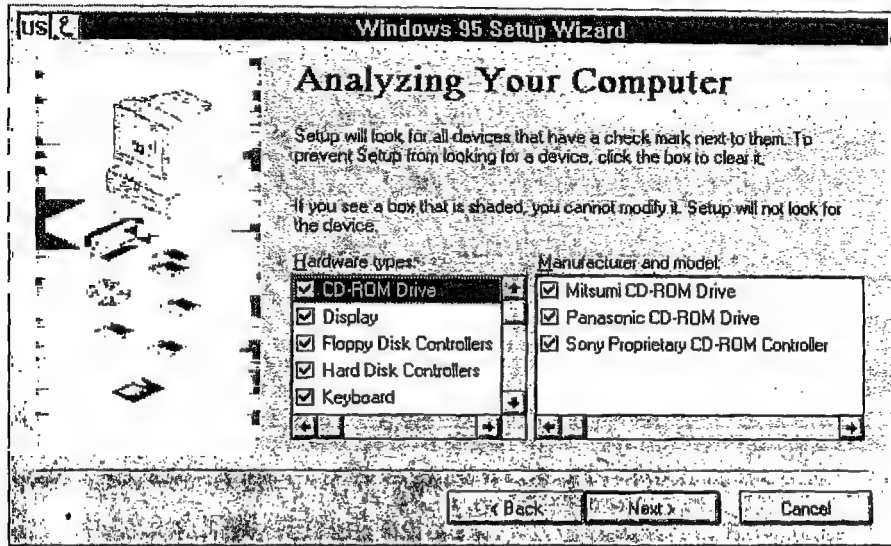 US
Windows 95 Setup Wizard
Analyzing Your Computer
Setup will look for all devices that have a check mark next to them. To
prevent Setup from looking for a device, click the box to clear it.
If you see a box that is shaded, you cannot modify it. Setup will not look for
the device.
Hardware types:
CD-ROM Drive
Display
Floppy Disk Controllers
Hard Disk Controllers
Keyboard
Manufacturer and model:
Mitsumi CD-ROM Drive
Panasonic CD-ROM Drive
Sony Proprietary CD-ROM Controller
< Back
Next >
Cancel